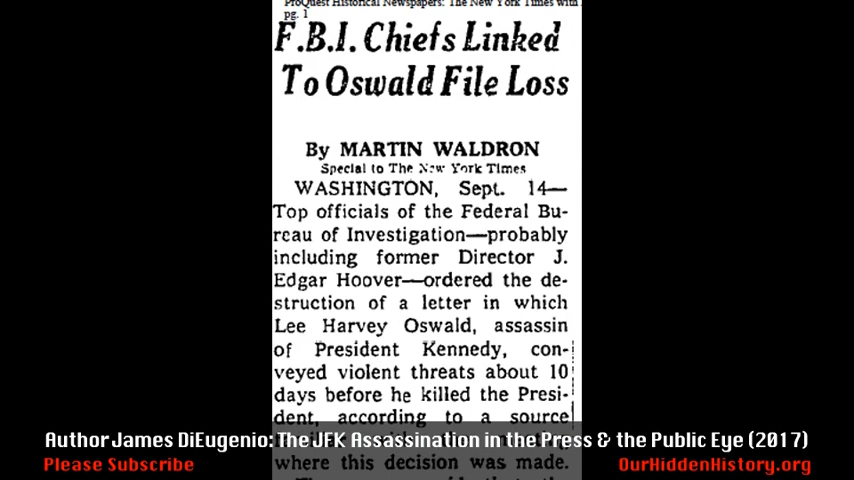 ProQuest Historical Newspapers: The New York Times with
pg. 1
F.B.I. Chiefs Linked
To Oswald File Loss
By MARTIN WALDRON
Special to The New York Times
WASHINGTON, Sept. 14—
Top officials of the Federal Bu-
reau of Investigation—probably
including former Director J.
Edgar Hoover—ordered the de-
struction of a letter in which
Lee Harvey Oswald, assassin
of President Kennedy, con-
veyed violent threats about 10
days before he killed the Presi-
dent, according to a source
Author James DiEugenio: The JFK Assassination in the Press & the Public Eye (2017)
where this decision was made.
Please Subscribe
OurHiddenHistory.org